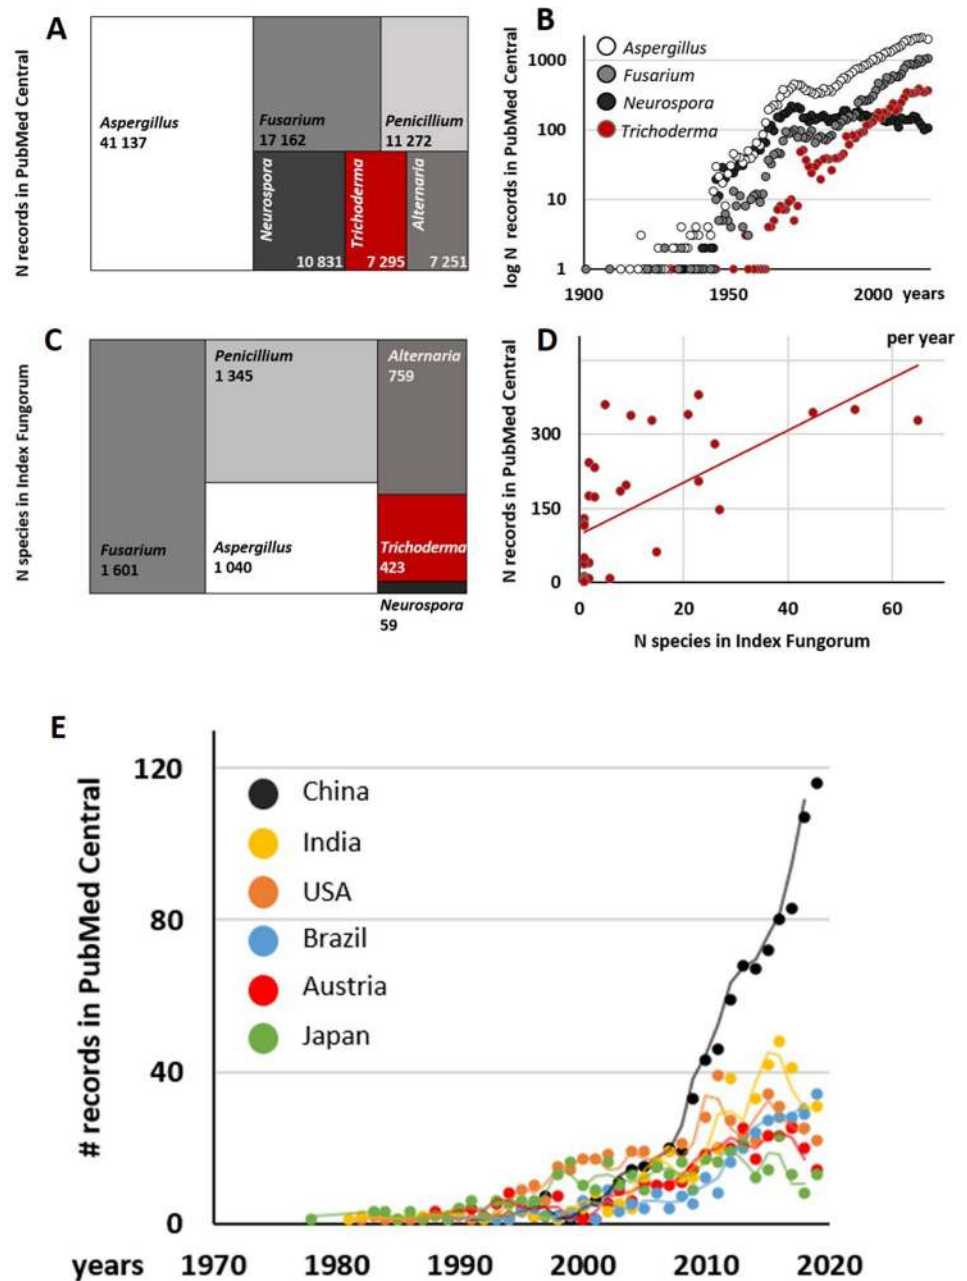 A
N records in PubMed Central
Aspergillus
41 137
Fusarium
17 162
Penicillium
11 272
Neurospora
10 831
Trichoderma
7 295
Alternaria
7 251
B
log N records in PubMed Central
1000
100
10
1
Aspergillus
Fusarium
Neurospora
Trichoderma
1900
1950
2000
years
C
N species in Index Fungorum
Fusarium
1 601
Penicillium
1 345
Aspergillus
1 040
Alternaria
759
Trichoderma
423
Neurospora
59
D
per year
N records in PubMed Central
300
150
0
0
20
40
60
N species in Index Fungorum
E
# records in PubMed Central
120
80
40
0
China
India
USA
Brazil
Austria
Japan
years
1970
1980
1990
2000
2010
2020